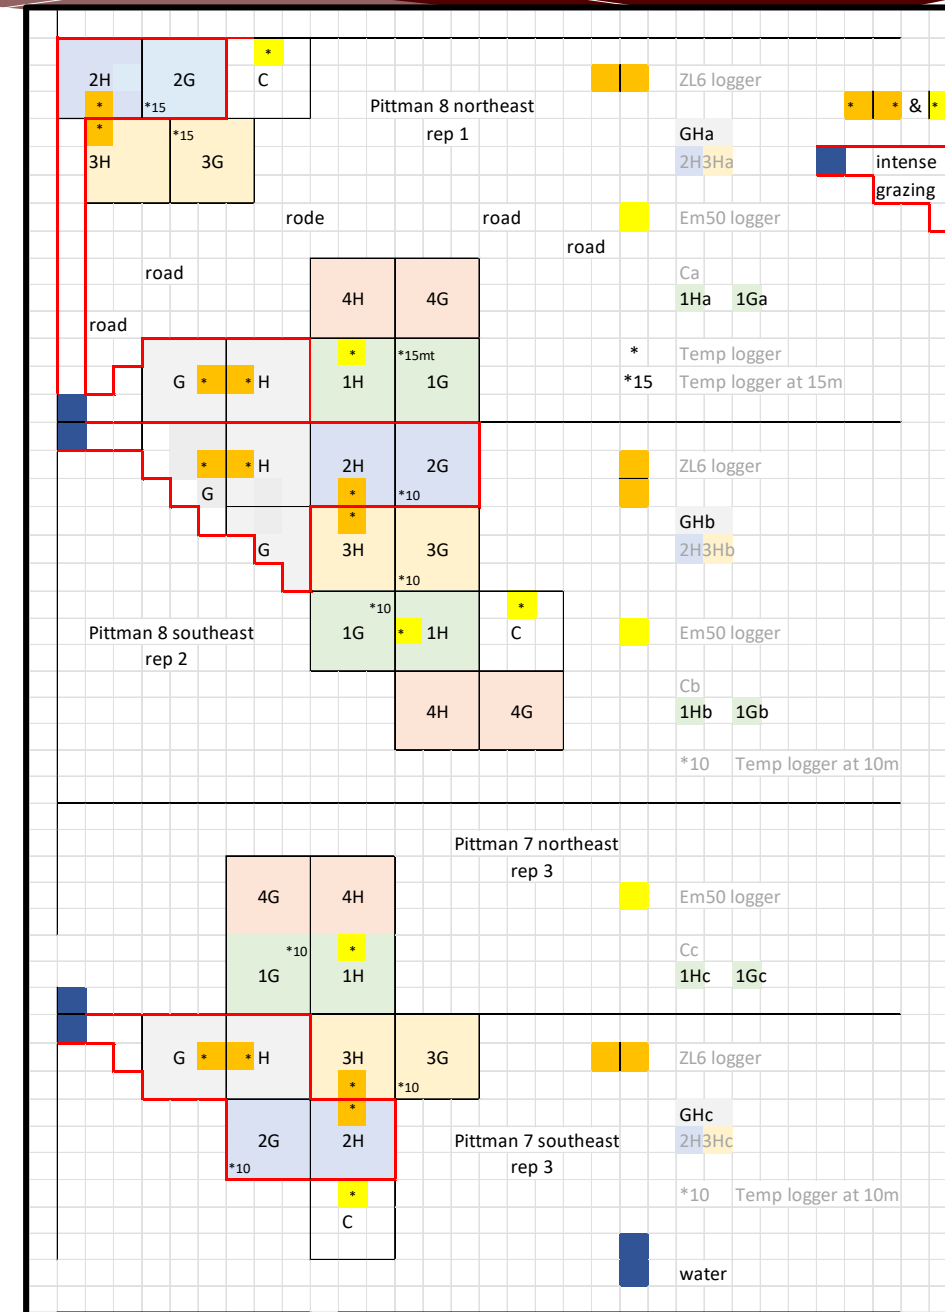 *
2H 2G C ZL6 logger
* *15 * * & *
Pittman 8 northeast
* *15 rep 1 GHa
3H 3G 2H3Ha intense
grazing
rode road Em50 logger
road
road Ca
4H 4G 1Ha 1Ga
road
* *15mt * Temp logger
G * * H 1H 1G *15 Temp logger at 15m
* * H 2H 2G ZL6 logger
G * *10
* GHb
G 3H 3G 2H3Hb
*10
*10 *
Pittman 8 southeast 1G * 1H C Em50 logger
rep 2
Cb
4H 4G 1Hb 1Gb
*10 Temp logger at 10m
Pittman 7 northeast
rep 3
4G 4H Em50 logger
*10 * Cc
1G 1H 1Hc 1Gc
G * * H 3H 3G ZL6 logger
* *10
* GHc
2G 2H Pittman 7 southeast 2H3Hc
*10 rep 3
* *10 Temp logger at 10m
C
water